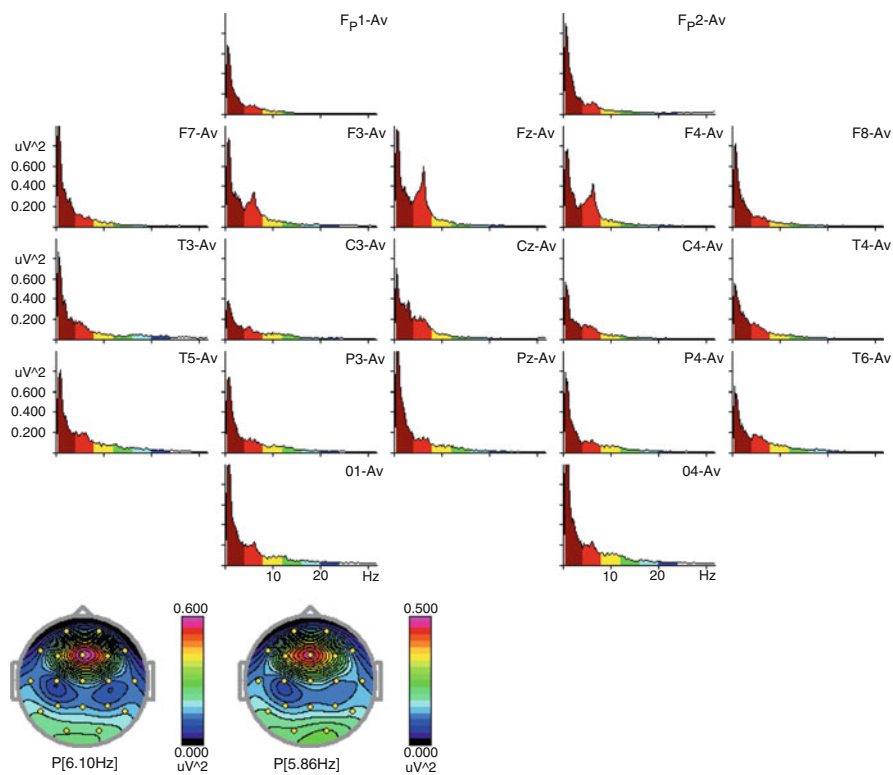 FP1-Av FP2-Av
F7-Av F3-Av Fz-Av F4-Av F8-Av
uV^2
0.600
0.400
0.200
T3-Av C3-Av Cz-Av C4-Av T4-Av
uV^2
0.600
0.400
0.200
T5-Av P3-Av Pz-Av P4-Av T6-Av
uV^2
0.600
0.400
0.200
01-Av 04-Av
10 20 Hz 10 20 Hz
0.600 0.500
0.000 0.000
P[6.10Hz] uV^2 P[5.86Hz] uV^2